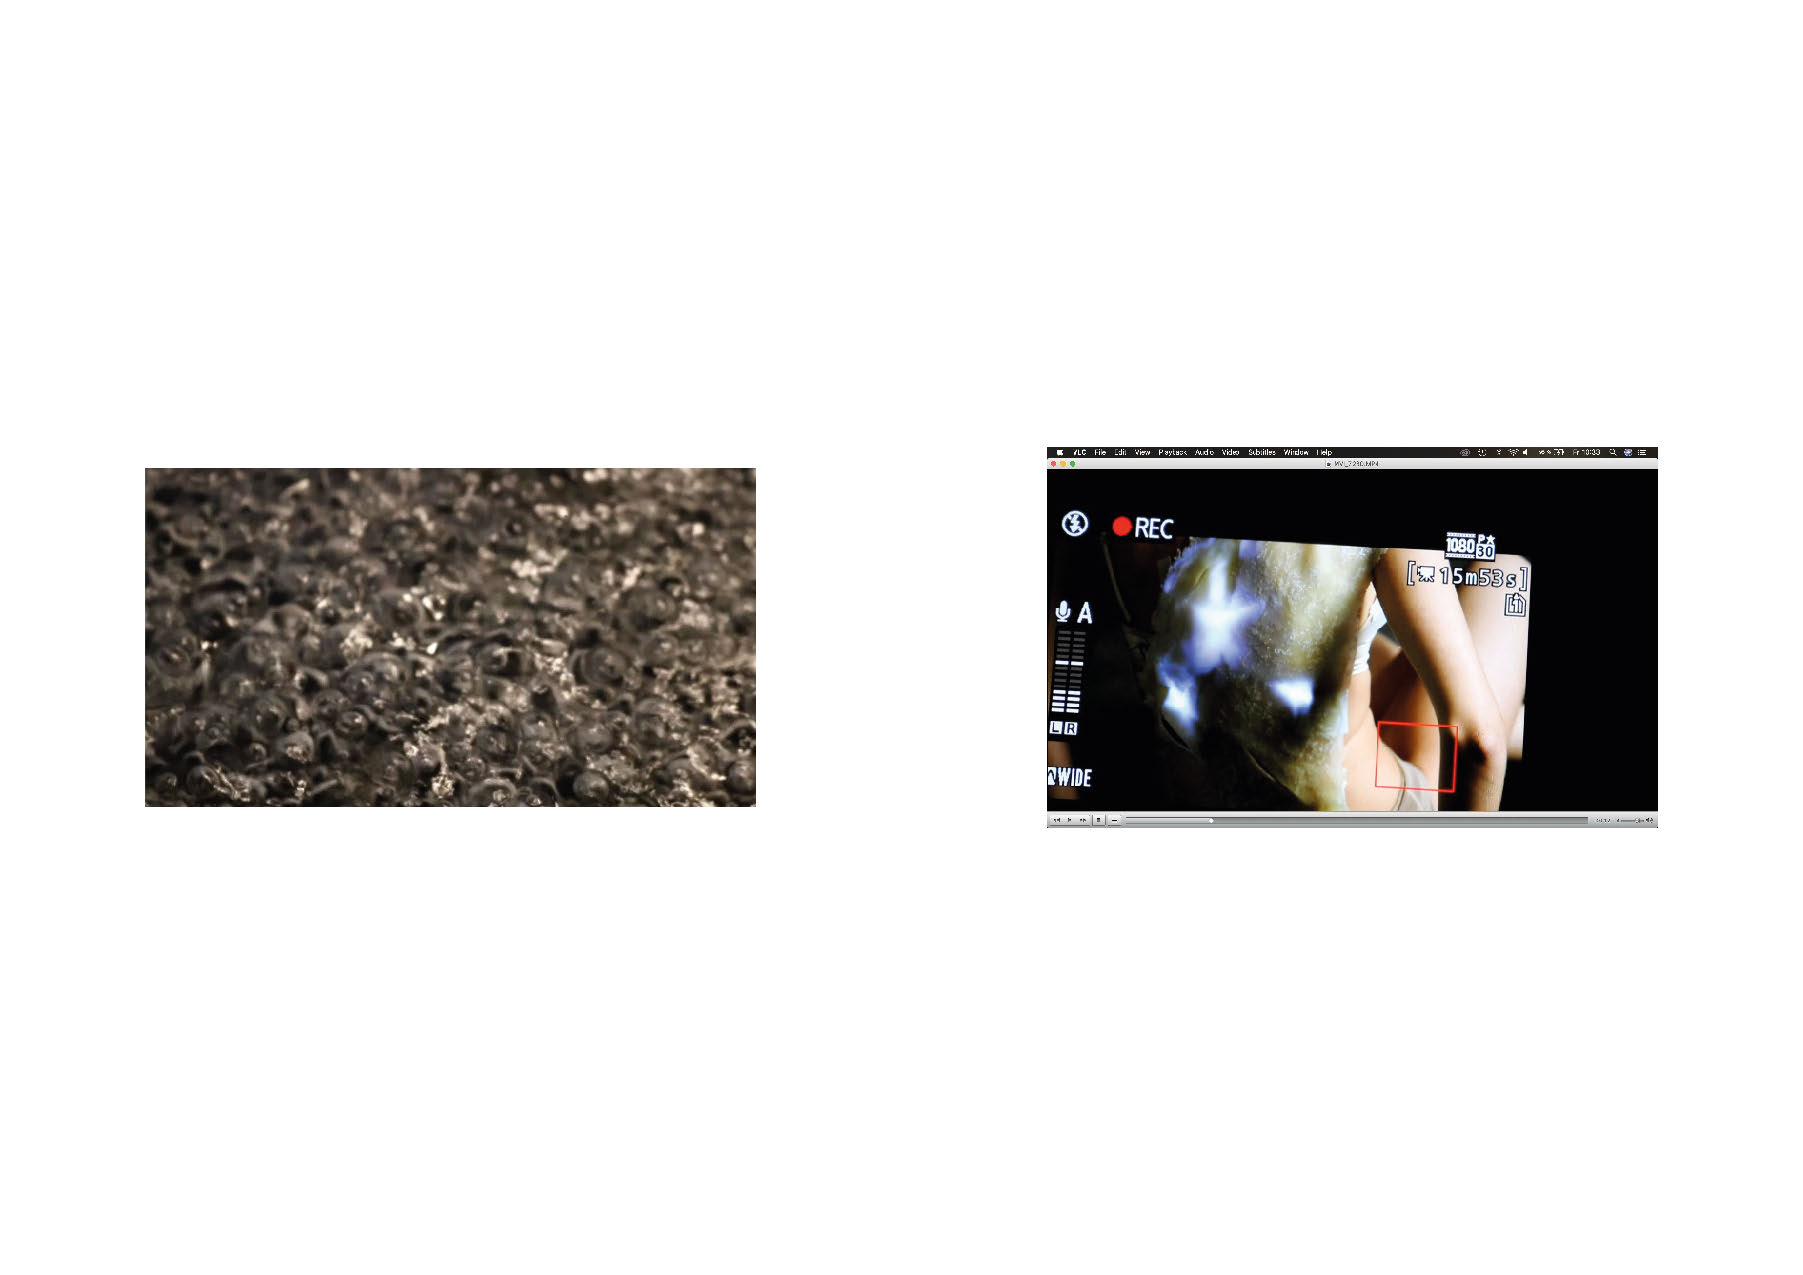 VLC File Edit View Playback Audio Video Subtitles Window Help
Fr 10:33
MVI_7230.MP4
REC
1080 P★ 30
[15m53s]
A
L R
WIDE